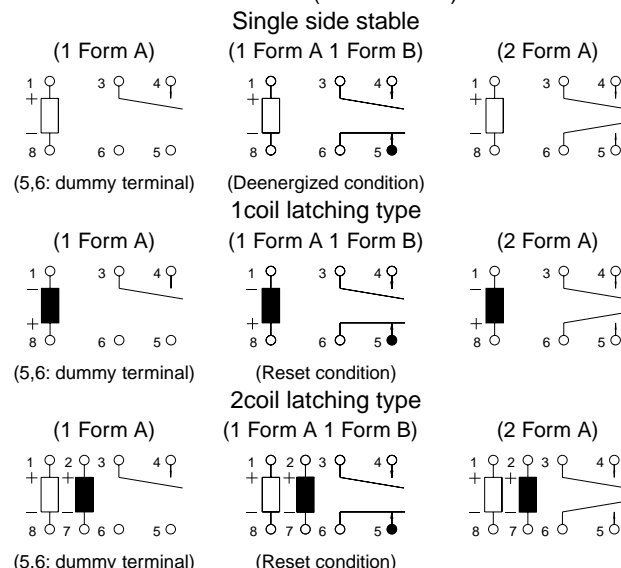 Single side stable
(1 Form A) (1 Form A 1 Form B) (2 Form A)
1 3 4 1 3 4 1 3 4
+ + +
– – –
8 6 5 8 6 5 8 6 5
(5,6: dummy terminal) (Deenergized condition)
1coil latching type
(1 Form A) (1 Form A 1 Form B) (2 Form A)
1 3 4 1 3 4 1 3 4
– – –
+ + +
8 6 5 8 6 5 8 6 5
(5,6: dummy terminal) (Reset condition)
2coil latching type
(1 Form A) (1 Form A 1 Form B) (2 Form A)
1 2 3 4 1 2 3 4 1 2 3 4
+ + + + + +
– – – – – –
8 7 6 5 8 7 6 5 8 7 6 5
(5,6: dummy terminal) (Reset condition)